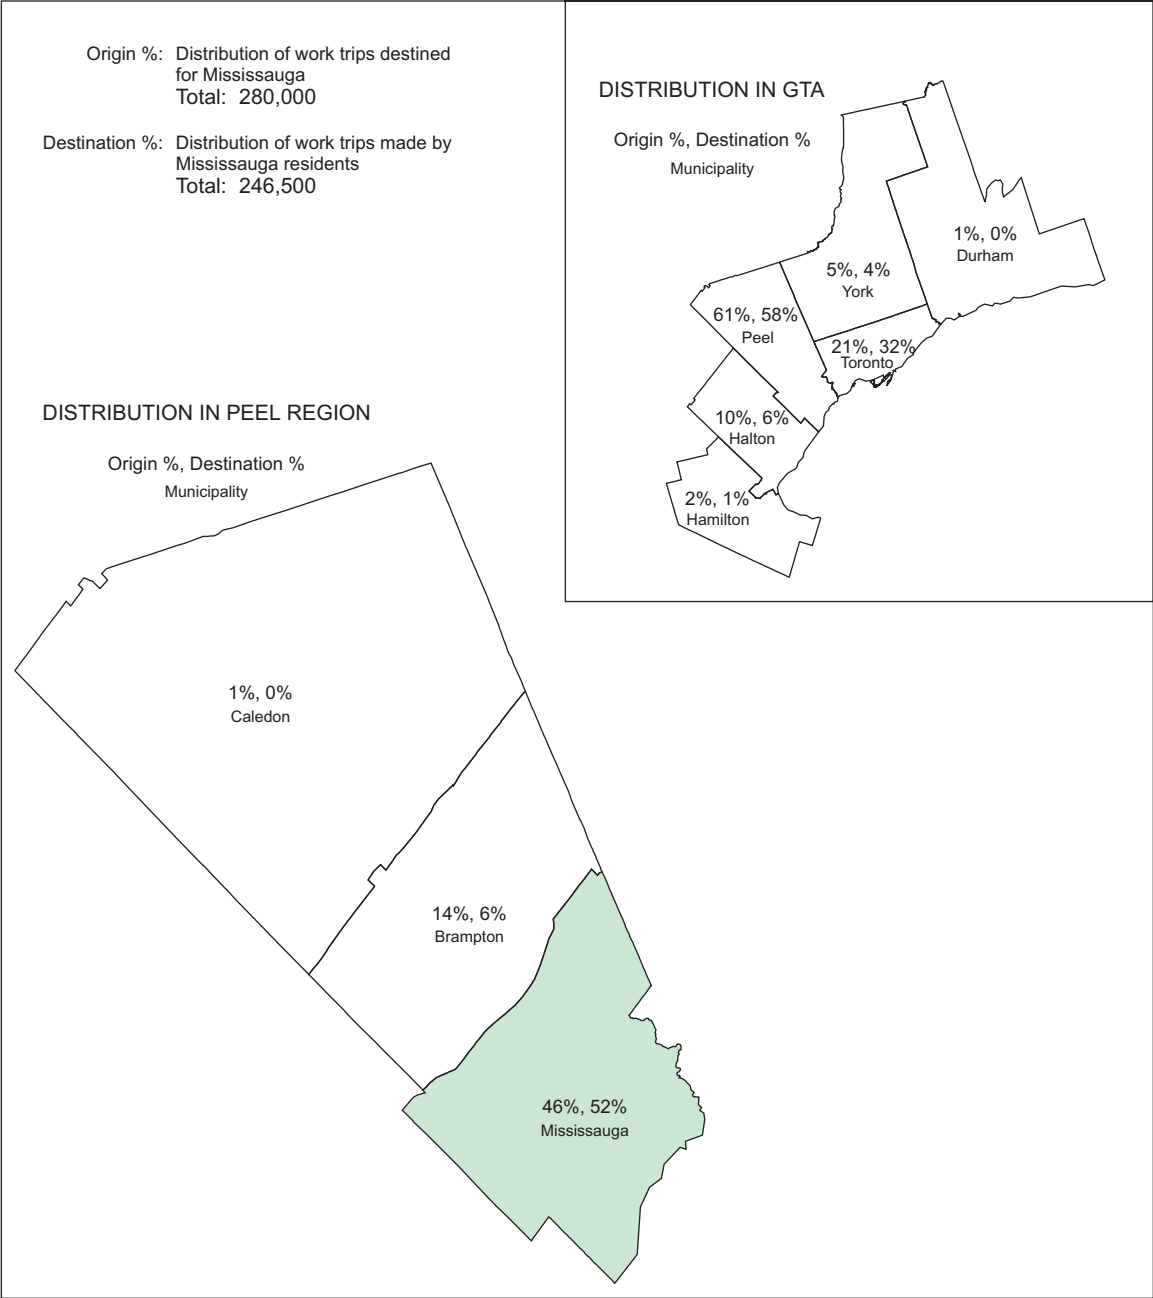 Origin %: Distribution of work trips destined
for Mississauga
Total: 280,000
Destination %: Distribution of work trips made by
Mississauga residents
Total: 246,500
DISTRIBUTION IN GTA
Origin %, Destination %
Municipality
1%, 0%
Durham
5%, 4%
York
61%, 58%
Peel
21%, 32%
Toronto
10%, 6%
Halton
2%, 1%
Hamilton
DISTRIBUTION IN PEEL REGION
Origin %, Destination %
Municipality
1%, 0%
Caledon
14%, 6%
Brampton
46%, 52%
Mississauga